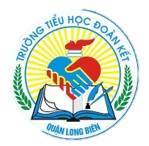 TRƯỜNG TIỂU HỌC ĐOÀN KẾT
QUẬN LONG BIÊN